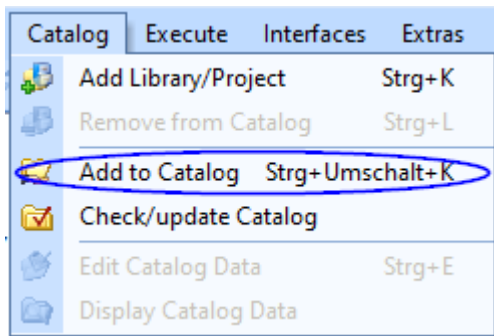 Catalog Execute Interfaces Extras
Add Library/Project Strg+K
Remove from Catalog Strg+L
Add to Catalog Strg+Umschalt+K
Check/update Catalog
Edit Catalog Data Strg+E
Display Catalog Data